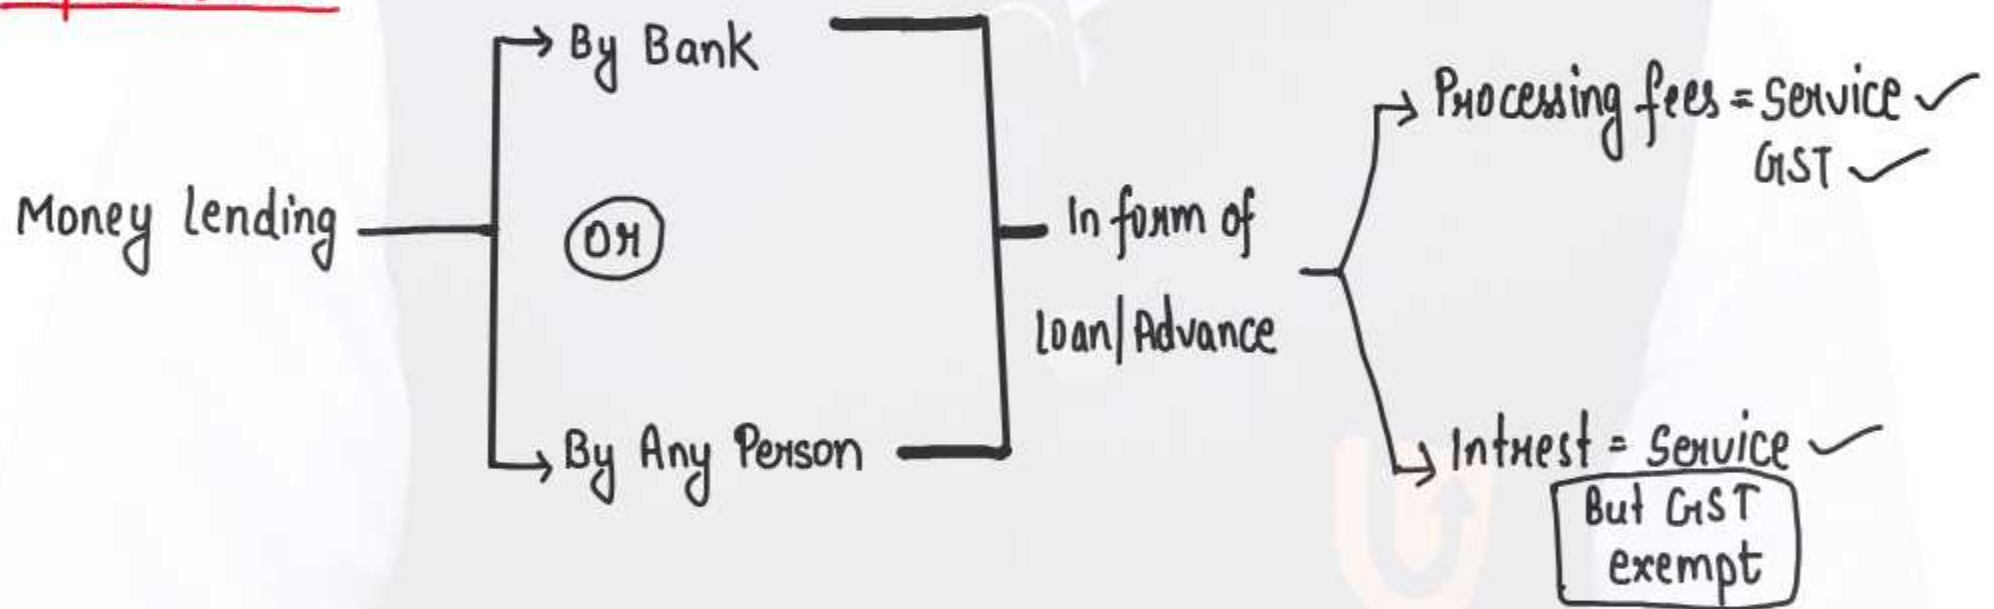 By Bank
Processing fees = Service ✓
GST ✓
Money lending
OR
In form of
loan/Advance
By Any Person
Intrest = Service ✓
But GST
exempt